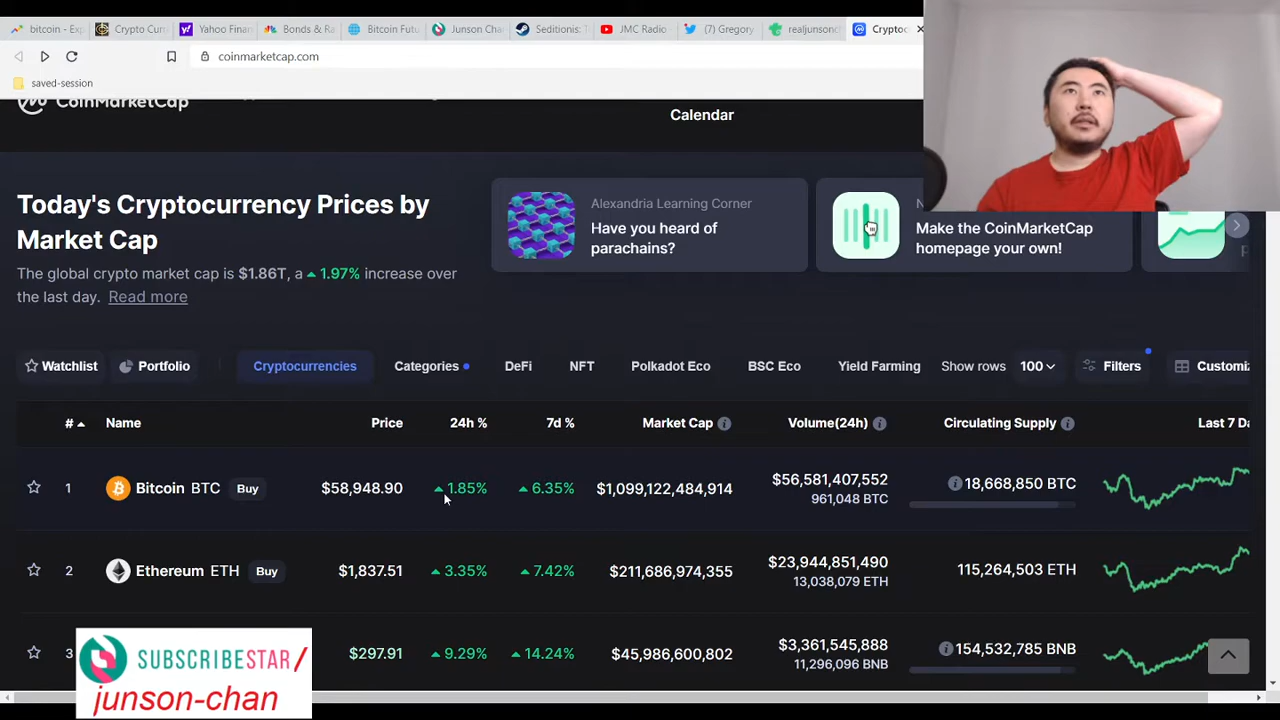 bitcoin - Exp
Crypto Curr
Yahoo Finan
Bonds & Ra
Bitcoin Futu
Junson Cha
Seditionis: T
JMC Radio
Gregory
realjunsonc
Cryptoc
coinmarketcap.com
saved-session
CoinMarketCap
Calendar
Today's Cryptocurrency Prices by
Market Cap
The global crypto market cap is $1.86T, a 1.97% increase over
the last day. Read more
Alexandria Learning Corner
Have you heard of
parachains?
Make the CoinMarketCap
homepage your own!
Watchlist Portfolio Cryptocurrencies Categories DeFi NFT Polkadot Eco BSC Eco Yield Farming Show rows 100 Filters Customiz
# Name Price 24h % 7d % Market Cap Volume(24h) Circulating Supply Last 7 Da
1 Bitcoin BTC Buy $58,948.90 1.85% 6.35% $1,099,122,484,914 $56,581,407,552 18,668,850 BTC
961,048 BTC
2 Ethereum ETH Buy $1,837.51 3.35% 7.42% $211,686,974,355 $23,944,851,490 115,264,503 ETH
13,038,079 ETH
3 $297.91 9.29% 14.24% $45,986,600,802 $3,361,545,888 154,532,785 BNB
11,296,096 BNB
SUBSCRIBESTAR/
junson-chan